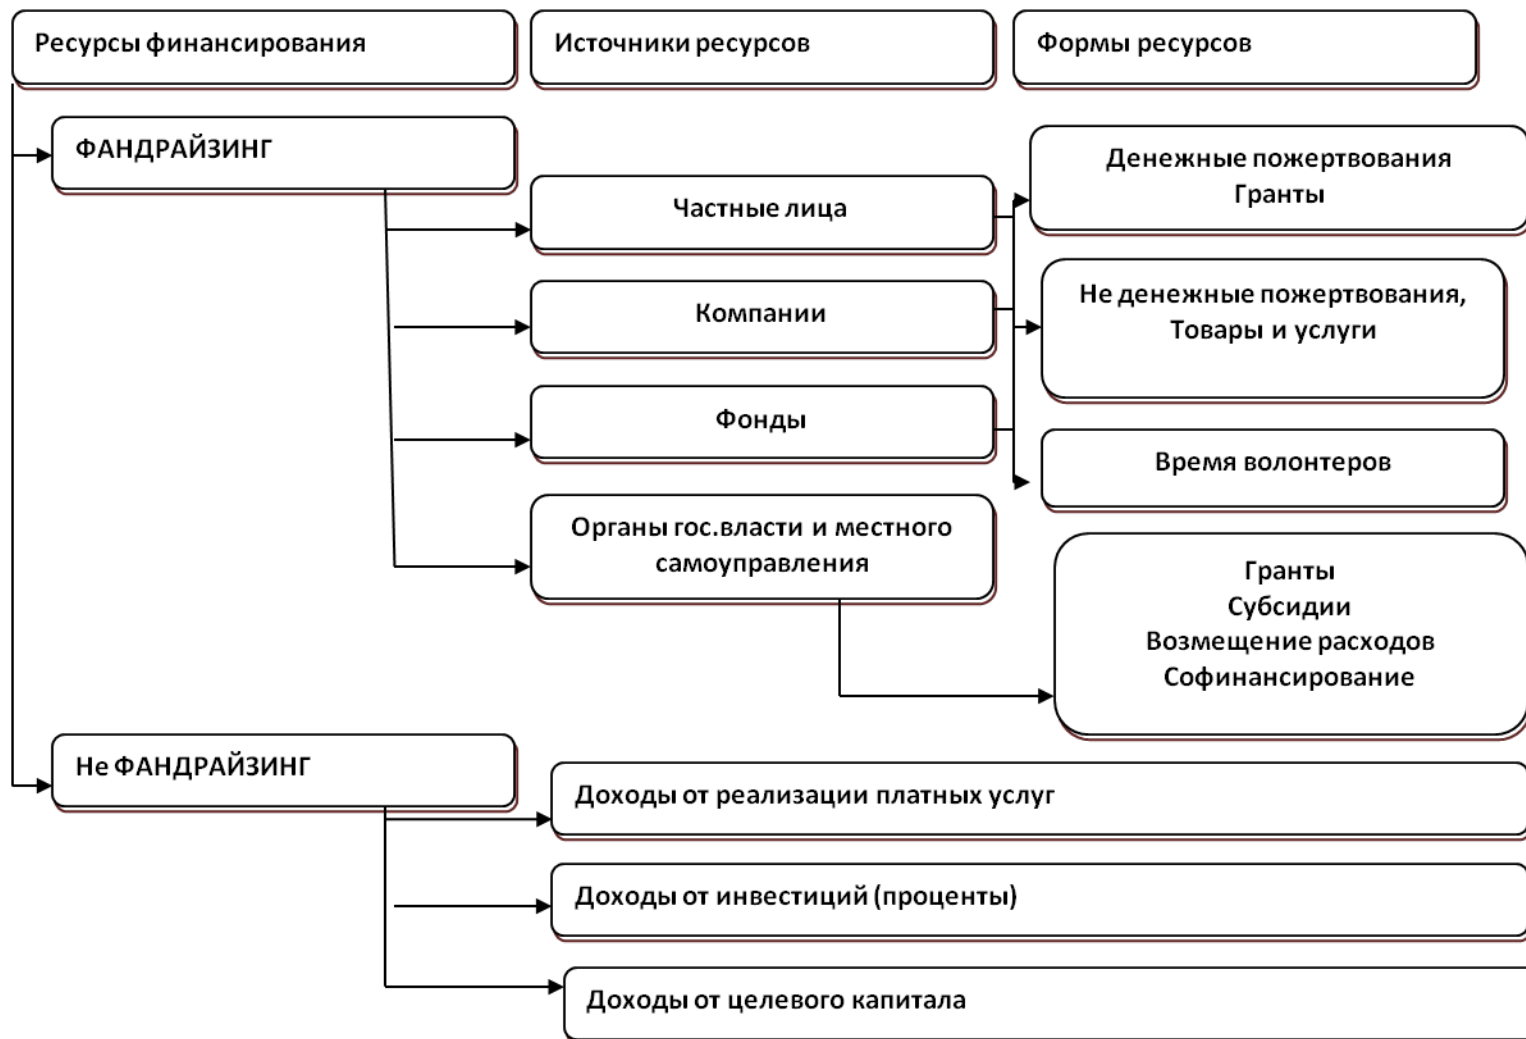 Ресурсы финансирования
Источники ресурсов
Формы ресурсов
ФАНДРАЙЗИНГ
Частные лица
Компании
Фонды
Органы гос.власти и местного
самоуправления
Денежные пожертвования
Гранты
Не денежные пожертвования,
Товары и услуги
Время волонтеров
Гранты
Субсидии
Возмещение расходов
Софинансирование
Не ФАНДРАЙЗИНГ
Доходы от реализации платных услуг
Доходы от инвестиций (проценты)
Доходы от целевого капитала